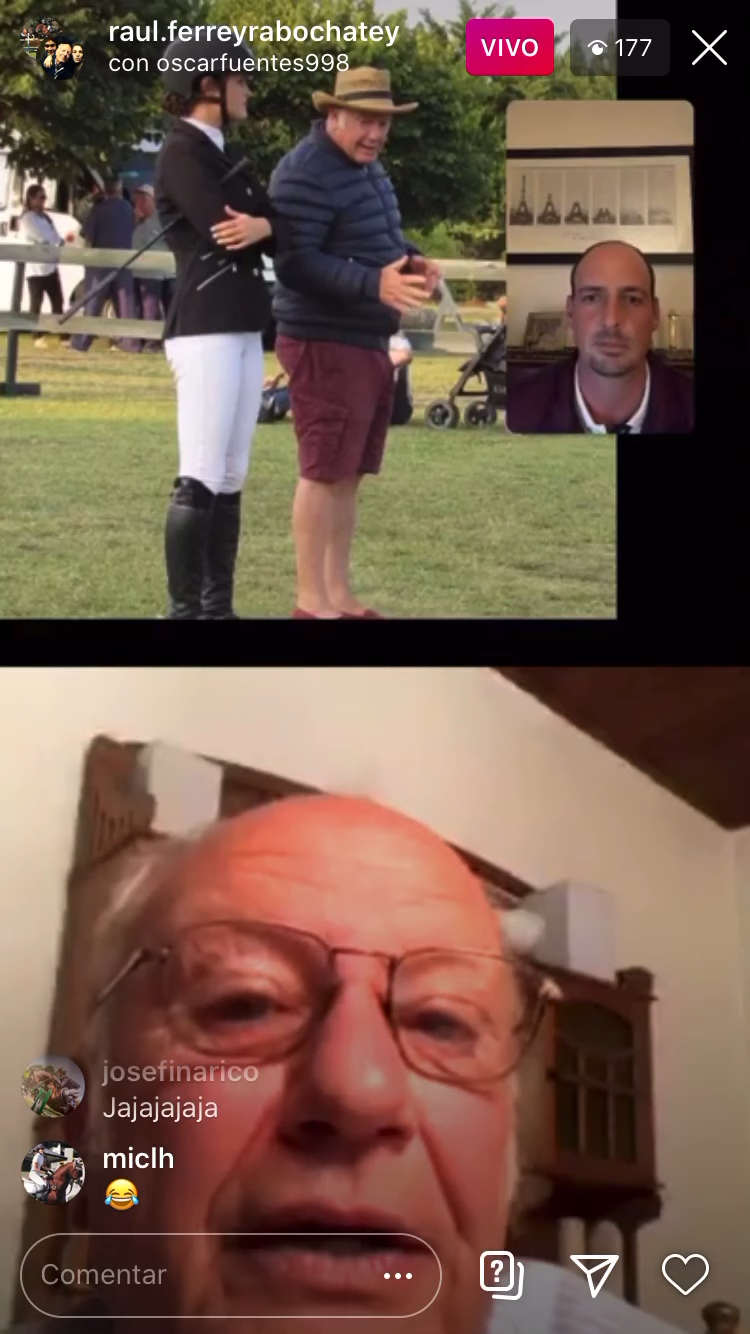 raul.ferreyrabochatey
con oscarfuentes998
VIVO
177
josefinarico
Jajajajaja
miclh
😂
Comentar